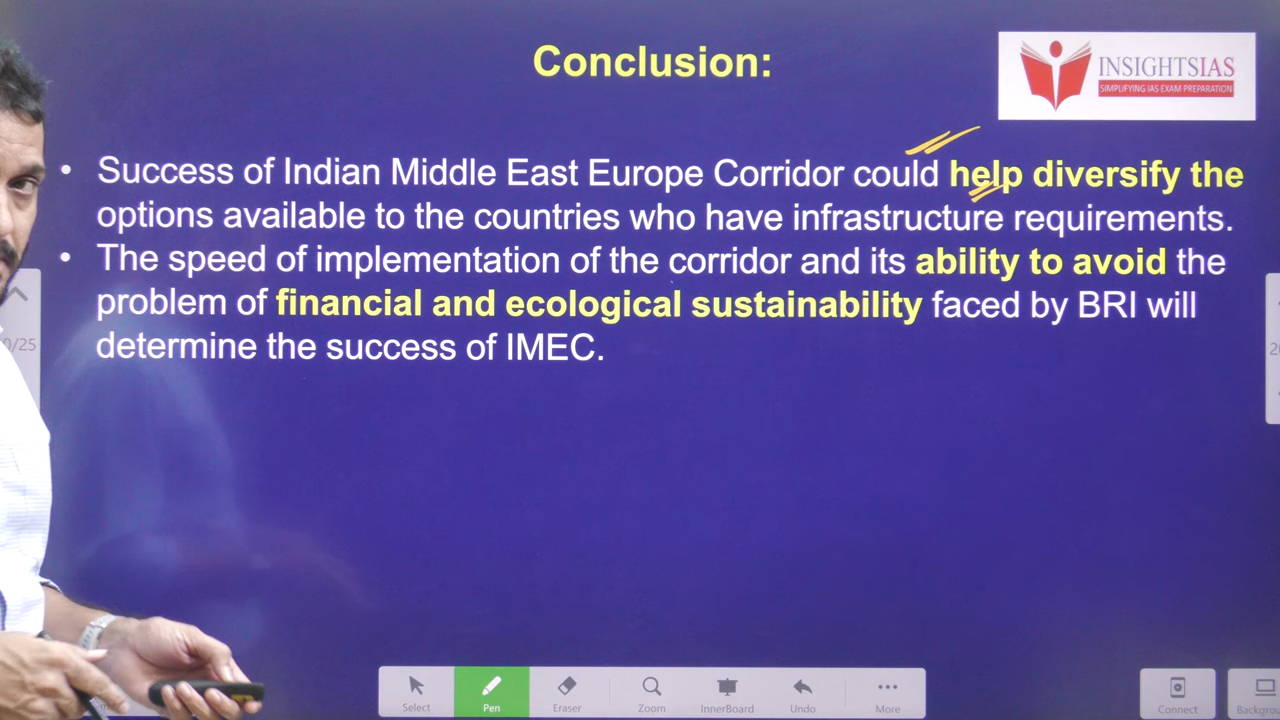 Conclusion:
INSIGHTSIAS
SIMPLIFYING IAS EXAM PREPARATION
• Success of Indian Middle East Europe Corridor could help diversify the
options available to the countries who have infrastructure requirements.
• The speed of implementation of the corridor and its ability to avoid the
problem of financial and ecological sustainability faced by BRI will
determine the success of IMEC.
0/25
Select
Pen
Eraser
Zoom
InnerBoard
Undo
More
Connect